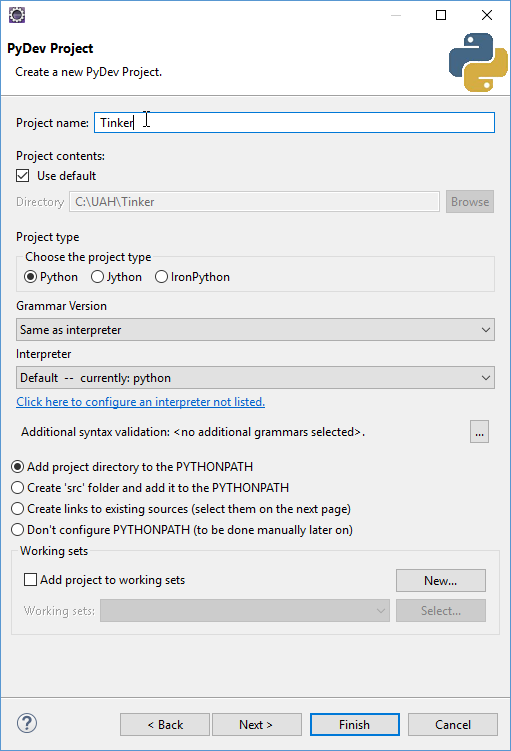 PyDev Project
Create a new PyDev Project.
Project name: Tinker
Project contents:
Use default
Directory C:\UAH\Tinker Browse
Project type
Choose the project type
Python Jython IronPython
Grammar Version
Same as interpreter
Interpreter
Default -- currently: python
Click here to configure an interpreter not listed.
Additional syntax validation: <no additional grammars selected>. ...
Add project directory to the PYTHONPATH
Create 'src' folder and add it to the PYTHONPATH
Create links to existing sources (select them on the next page)
Don't configure PYTHONPATH (to be done manually later on)
Working sets
Add project to working sets New...
Working sets: Select...
? < Back Next > Finish Cancel